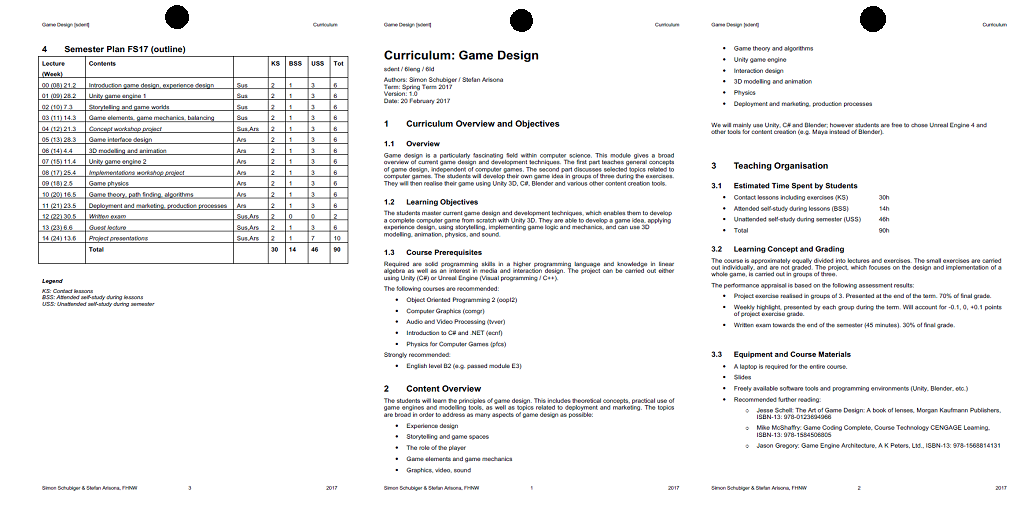 Game Design [sdent] Curriculum
4 Semester Plan FS17 (outline)
Lecture (Week) Contents KS BSS USS Tot
00 (08) 21.2 Introduction game design, experience design Sus 2 1 3 6
01 (09) 28.2 Unity game engine 1 Sus 2 1 3 6
02 (10) 7.3 Storytelling and game worlds Sus 2 1 3 6
03 (11) 14.3 Game elements, game mechanics, balancing Sus 2 1 3 6
04 (12) 21.3 Concept workshop project Sus,Ars 2 1 3 6
05 (13) 28.3 Game interface design Ars 2 1 3 6
06 (14) 4.4 3D modelling and animation Ars 2 1 3 6
07 (15) 11.4 Unity game engine 2 Ars 2 1 3 6
08 (17) 25.4 Implementations workshop project Ars 2 1 3 6
09 (18) 2.5 Game physics Ars 2 1 3 6
10 (20) 16.5 Game theory, path finding, algorithms Ars 2 1 3 6
11 (21) 23.5 Deployment and marketing, production processes Ars 2 1 3 6
12 (22) 30.5 Written exam Sus,Ars 2 0 0 2
13 (23) 6.6 Guest lecture Sus,Ars 2 1 3 6
14 (24) 13.6 Project presentations Sus,Ars 2 1 7 10
Total 30 14 46 90
Legend
KS: Contact lessons
BSS: Attended self-study during lessons
USS: Unattended self-study during semester
Simon Schubiger & Stefan Arisona, FHNW 3 2017
Game Design [sdent] Curriculum
Curriculum: Game Design
sdent / 6Ieng / 6Id
Authors: Simon Schubiger / Stefan Arisona
Term: Spring Term 2017
Version: 1.0
Date: 20 February 2017
1 Curriculum Overview and Objectives
1.1 Overview
Game design is a particularly fascinating field within computer science. This module gives a broad
overview of current game design and development techniques. The first part teaches general concepts
of game design, independent of computer games. The second part discusses selected topics related to
computer games. The students will develop their own game idea in groups of three during the exercises.
They will then realise their game using Unity 3D, C#, Blender and various other content creation tools.
1.2 Learning Objectives
The students master current game design and development techniques, which enables them to develop
a complete computer game from scratch with Unity 3D. They are able to develop a game idea, applying
experience design, using storytelling, implementing game logic and mechanics, and can use 3D
modelling, animation, physics, and sound.
1.3 Course Prerequisites
Required are solid programming skills in a higher programming language and knowledge in linear
algebra as well as an interest in media and interaction design. The project can be carried out either
using Unity (C#) or Unreal Engine (Visual programming / C++).
The following courses are recommended:
• Object Oriented Programming 2 (oopI2)
• Computer Graphics (comgr)
• Audio and Video Processing (tvver)
• Introduction to C# and .NET (ecnf)
• Physics for Computer Games (pfcs)
Strongly recommended:
• English level B2 (e.g. passed module E3)
2 Content Overview
The students will learn the principles of game design. This includes theoretical concepts, practical use of
game engines and modelling tools, as well as topics related to deployment and marketing. The topics
are broad in order to address as many aspects of game design as possible:
• Experience design
• Storytelling and game spaces
• The role of the player
• Game elements and game mechanics
• Graphics, video, sound
Simon Schubiger & Stefan Arisona, FHNW 1 2017
Game Design [sdent] Curriculum
• Game theory and algorithms
• Unity game engine
• Interaction design
• 3D modelling and animation
• Physics
• Deployment and marketing, production processes
We will mainly use Unity, C# and Blender; however students are free to chose Unreal Engine 4 and
other tools for content creation (e.g. Maya instead of Blender).
3 Teaching Organisation
3.1 Estimated Time Spent by Students
• Contact lessons including exercises (KS) 30h
• Attended self-study during lessons (BSS) 14h
• Unattended self-study during semester (USS) 46h
• Total 90h
3.2 Learning Concept and Grading
The course is approximately equally divided into lectures and exercises. The small exercises are carried
out individually, and are not graded. The project, which focuses on the design and implementation of a
whole game, is carried out in groups of three.
The performance appraisal is based on the following assessment results:
• Project exercise realised in groups of 3. Presented at the end of the term. 70% of final grade.
• Weekly highlight, presented by each group during the term. Will account for -0.1, 0, +0.1 points
of project exercise grade.
• Written exam towards the end of the semester (45 minutes). 30% of final grade.
3.3 Equipment and Course Materials
• A laptop is required for the entire course.
• Slides
• Freely available software tools and programming environments (Unity, Blender, etc.)
• Recommended further reading:
o Jesse Schell: The Art of Game Design: A book of lenses, Morgan Kaufmann Publishers,
ISBN-13: 978-0123694966
o Mike McShaffry: Game Coding Complete, Course Technology CENGAGE Learning,
ISBN-13: 978-1584506805
o Jason Gregory: Game Engine Architecture, A K Peters, Ltd., ISBN-13: 978-1568814131
Simon Schubiger & Stefan Arisona, FHNW 2 2017